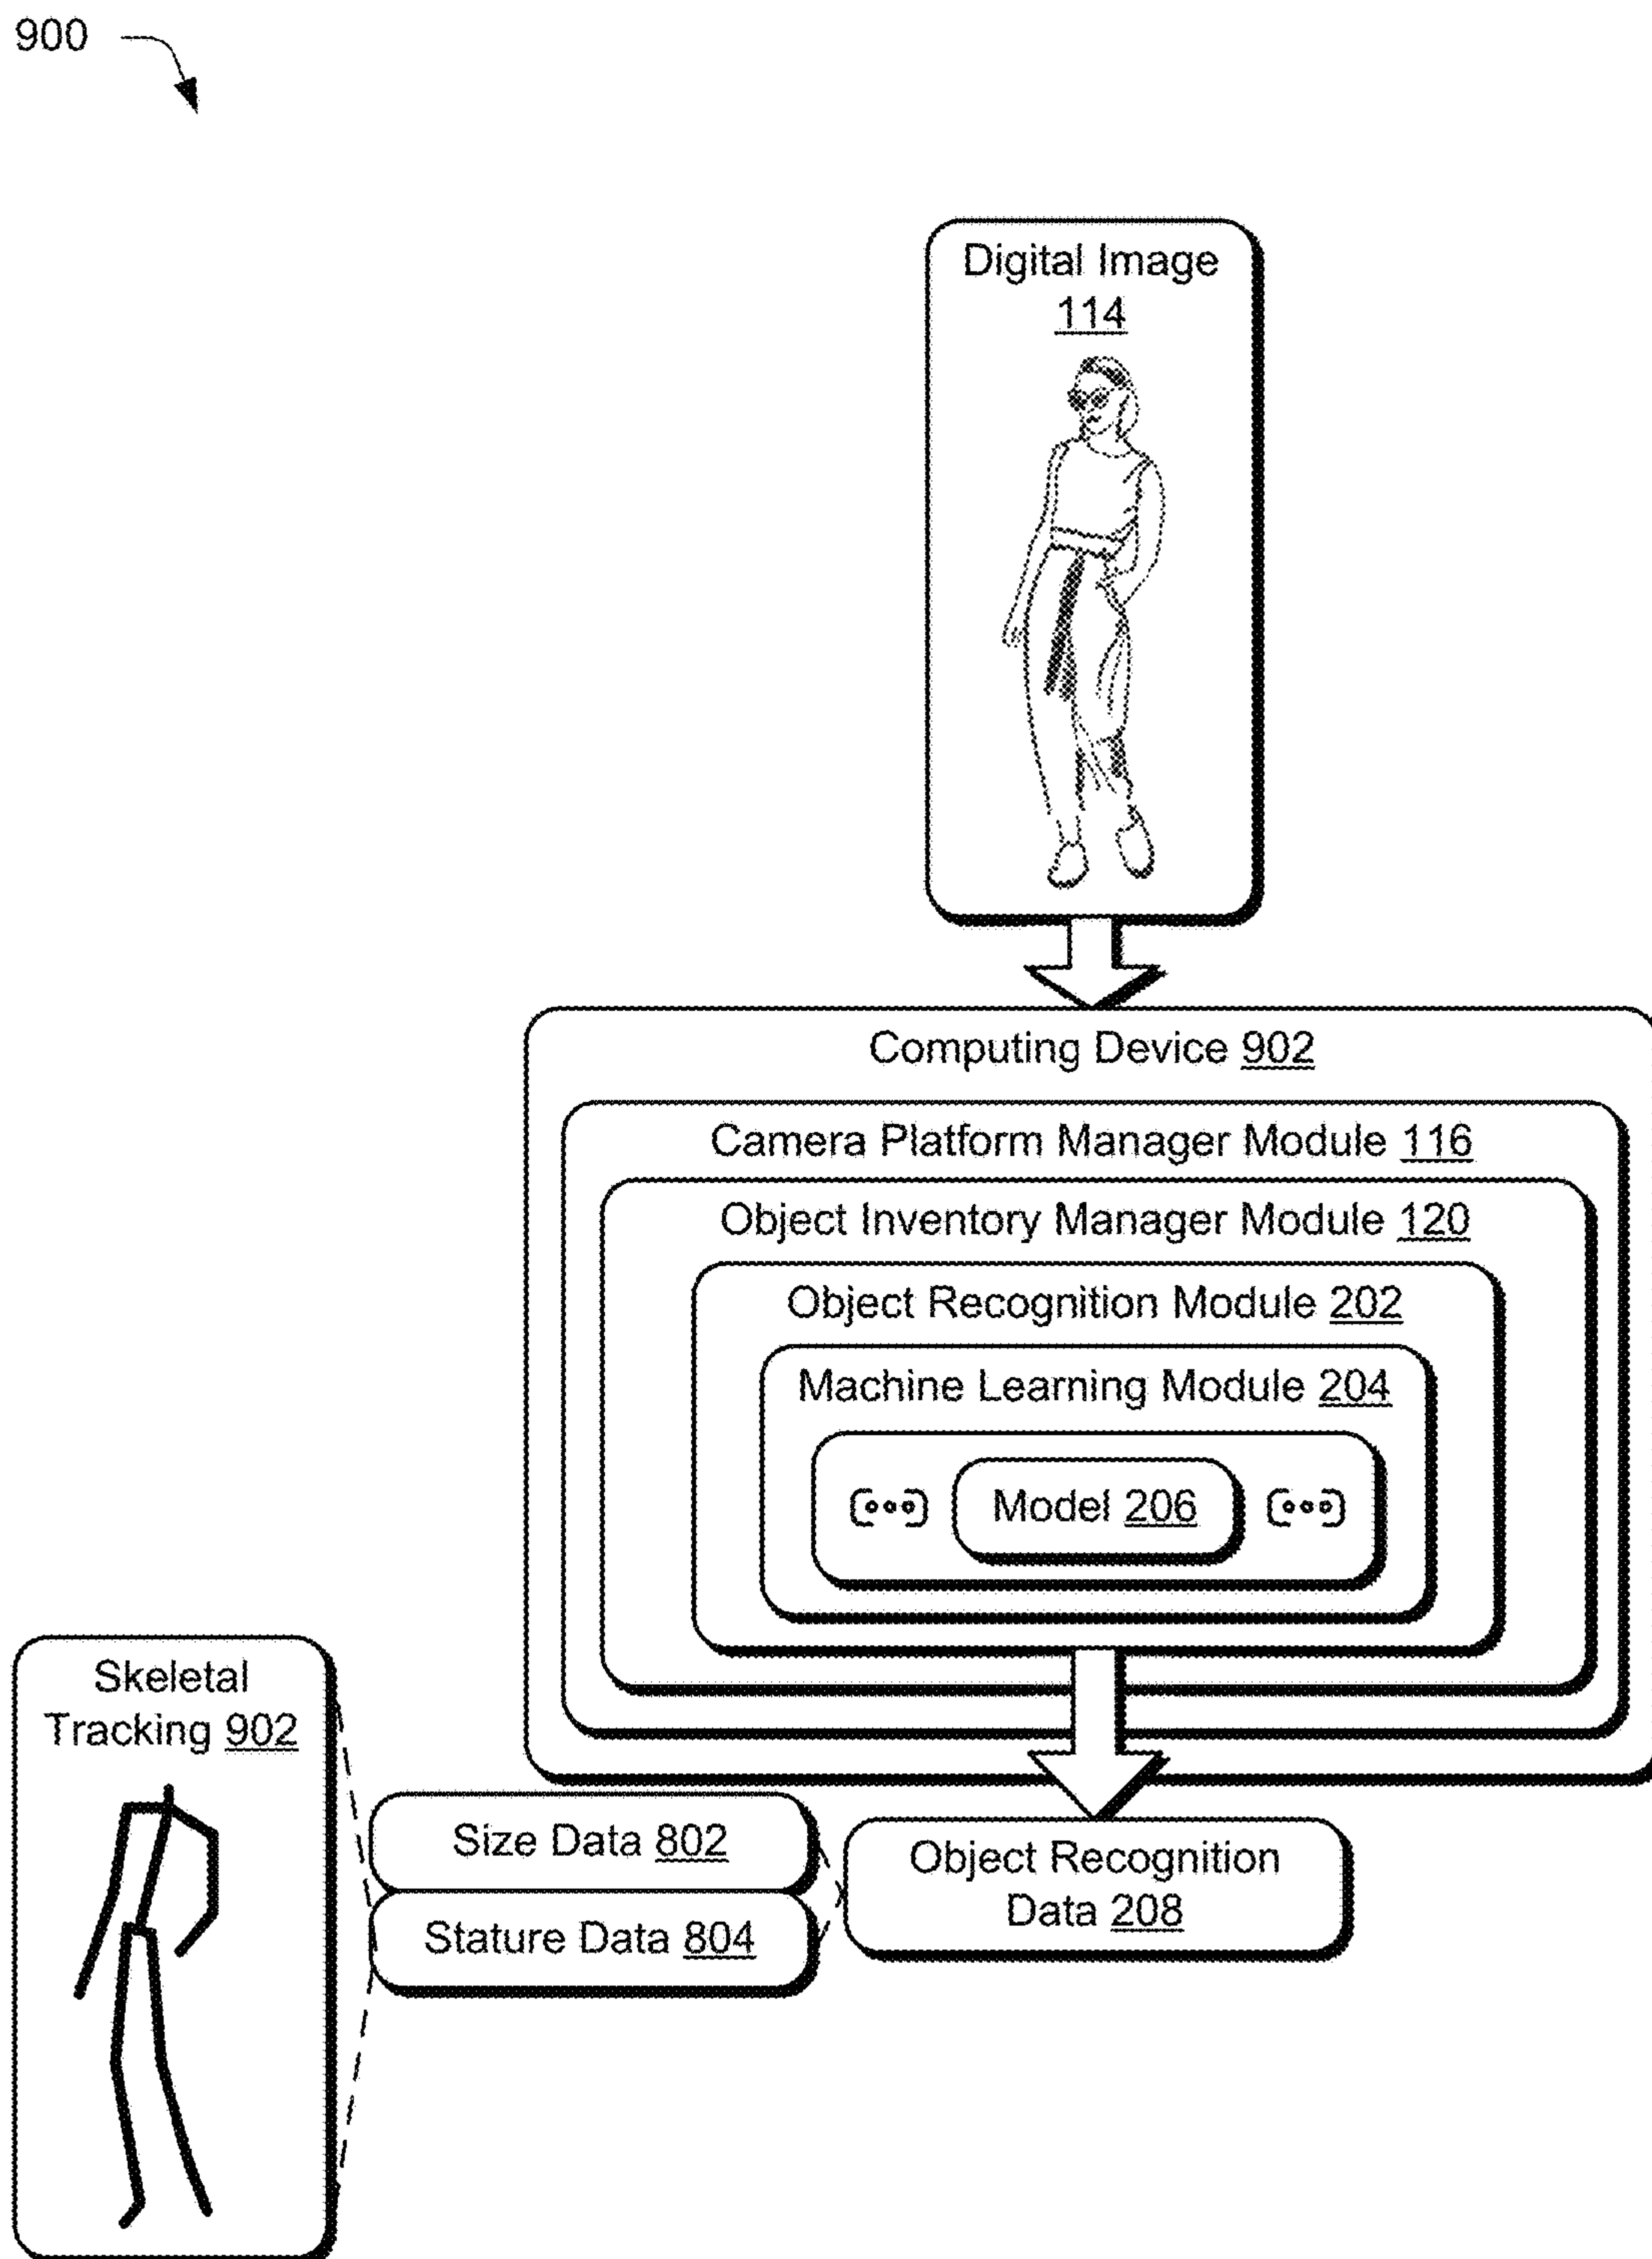 900
Digital Image
114
Computing Device 902
Camera Platform Manager Module 116
Object Inventory Manager Module 120
Object Recognition Module 202
Machine Learning Module 204
Model 206
Skeletal
Tracking 902
Size Data 802
Stature Data 804
Object Recognition
Data 208